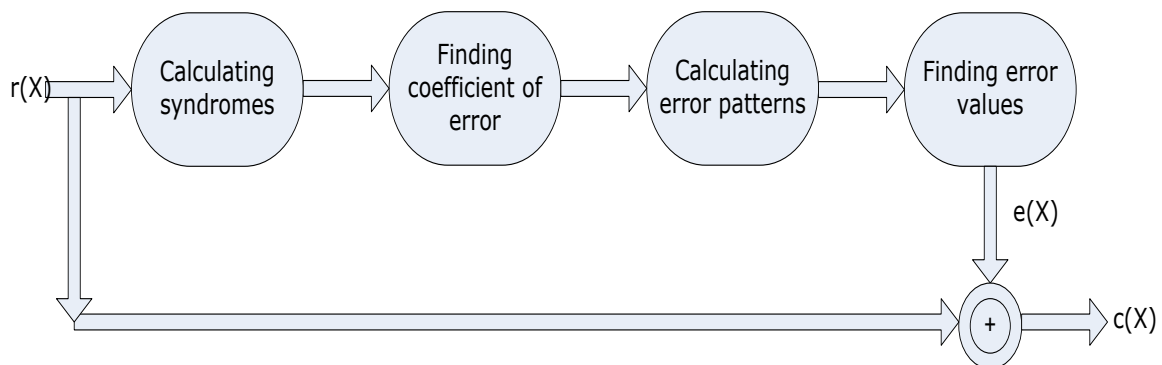 r(X)
Calculating
syndromes
Finding
coefficient of
error
Calculating
error patterns
Finding error
values
e(X)
+
c(X)